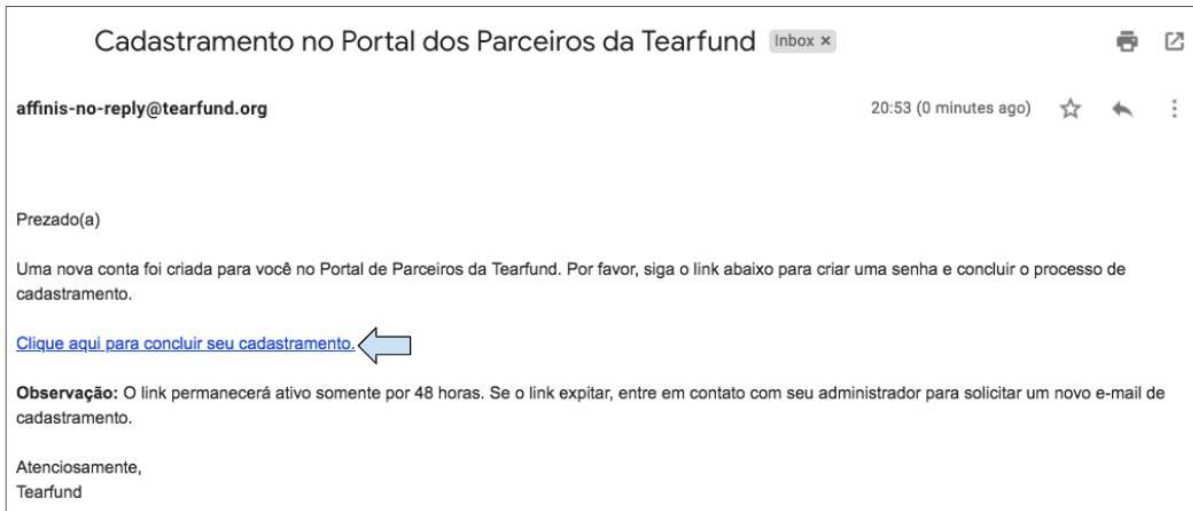 Cadastramento no Portal dos Parceiros da Tearfund Inbox x
affinis-no-reply@tearfund.org 20:53 (0 minutes ago)
Prezado(a)
Uma nova conta foi criada para você no Portal de Parceiros da Tearfund. Por favor, siga o link abaixo para criar uma senha e concluir o processo de
cadastramento.
Clique aqui para concluir seu cadastramento.
Observação: O link permanecerá ativo somente por 48 horas. Se o link expitar, entre em contato com seu administrador para solicitar um novo e-mail de
cadastramento.
Atenciosamente,
Tearfund